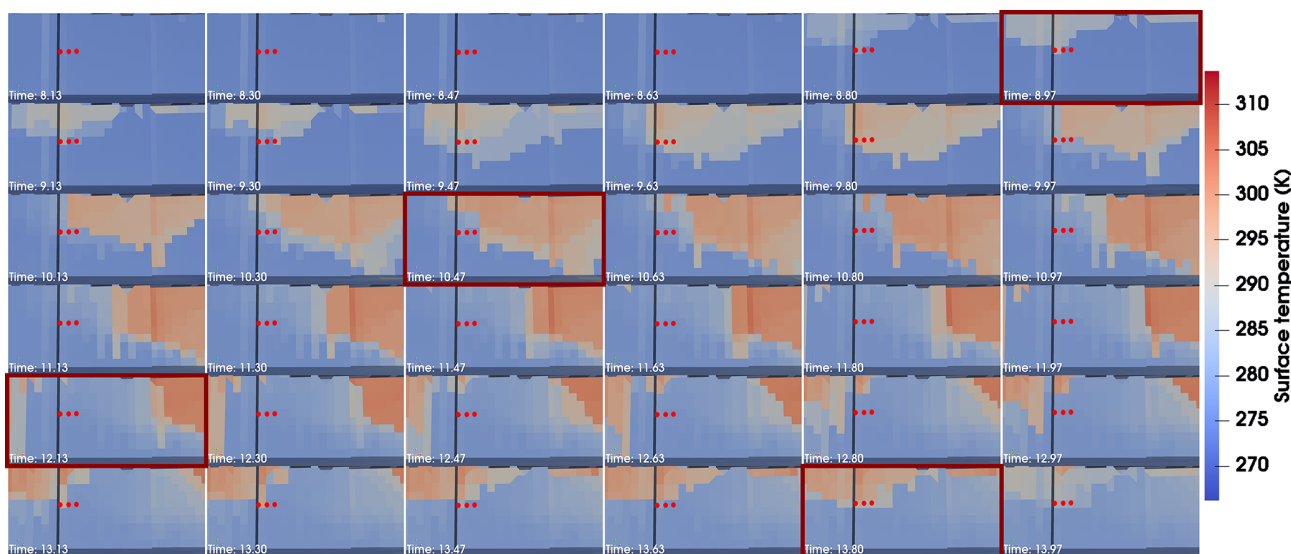 Time: 8.13
Time: 8.30
Time: 8.47
Time: 8.63
Time: 8.80
Time: 8.97
Time: 9.13
Time: 9.30
Time: 9.47
Time: 9.63
Time: 9.80
Time: 9.97
Time: 10.13
Time: 10.30
Time: 10.47
Time: 10.63
Time: 10.80
Time: 10.97
Time: 11.13
Time: 11.30
Time: 11.47
Time: 11.63
Time: 11.80
Time: 11.97
Time: 12.13
Time: 12.30
Time: 12.47
Time: 12.63
Time: 12.80
Time: 12.97
Time: 13.13
Time: 13.30
Time: 13.47
Time: 13.63
Time: 13.80
Time: 13.97
310
305
300
295
290
285
280
275
270
Surface temperature (K)